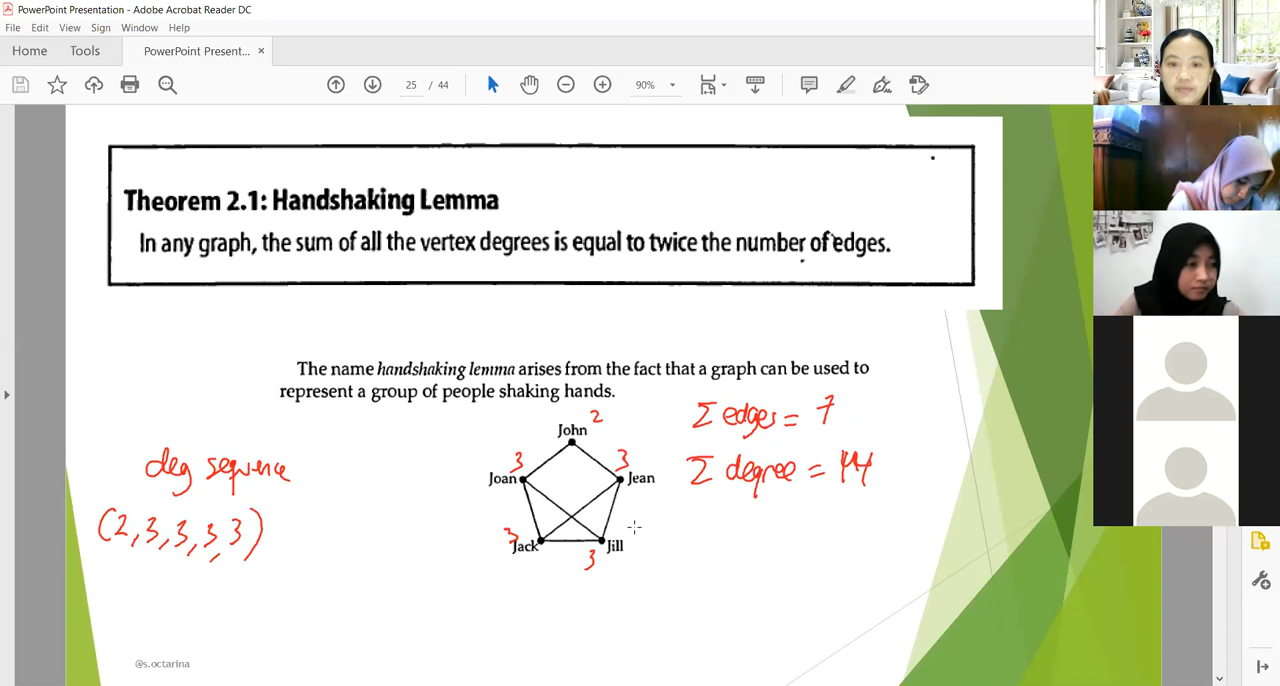 PowerPoint Presentation - Adobe Acrobat Reader DC
File Edit View Sign Window Help
Home Tools PowerPoint Present... ×
25 / 44 90%
Theorem 2.1: Handshaking Lemma
In any graph, the sum of all the vertex degrees is equal to twice the number of edges.
The name handshaking lemma arises from the fact that a graph can be used to
represent a group of people shaking hands.
Σ edges = 7
Σ degree = 14
deg sequence
(2, 3, 3, 3, 3)
2
John
3
Joan
3
Jean
3
Jack
Jill
3
@s.octarina